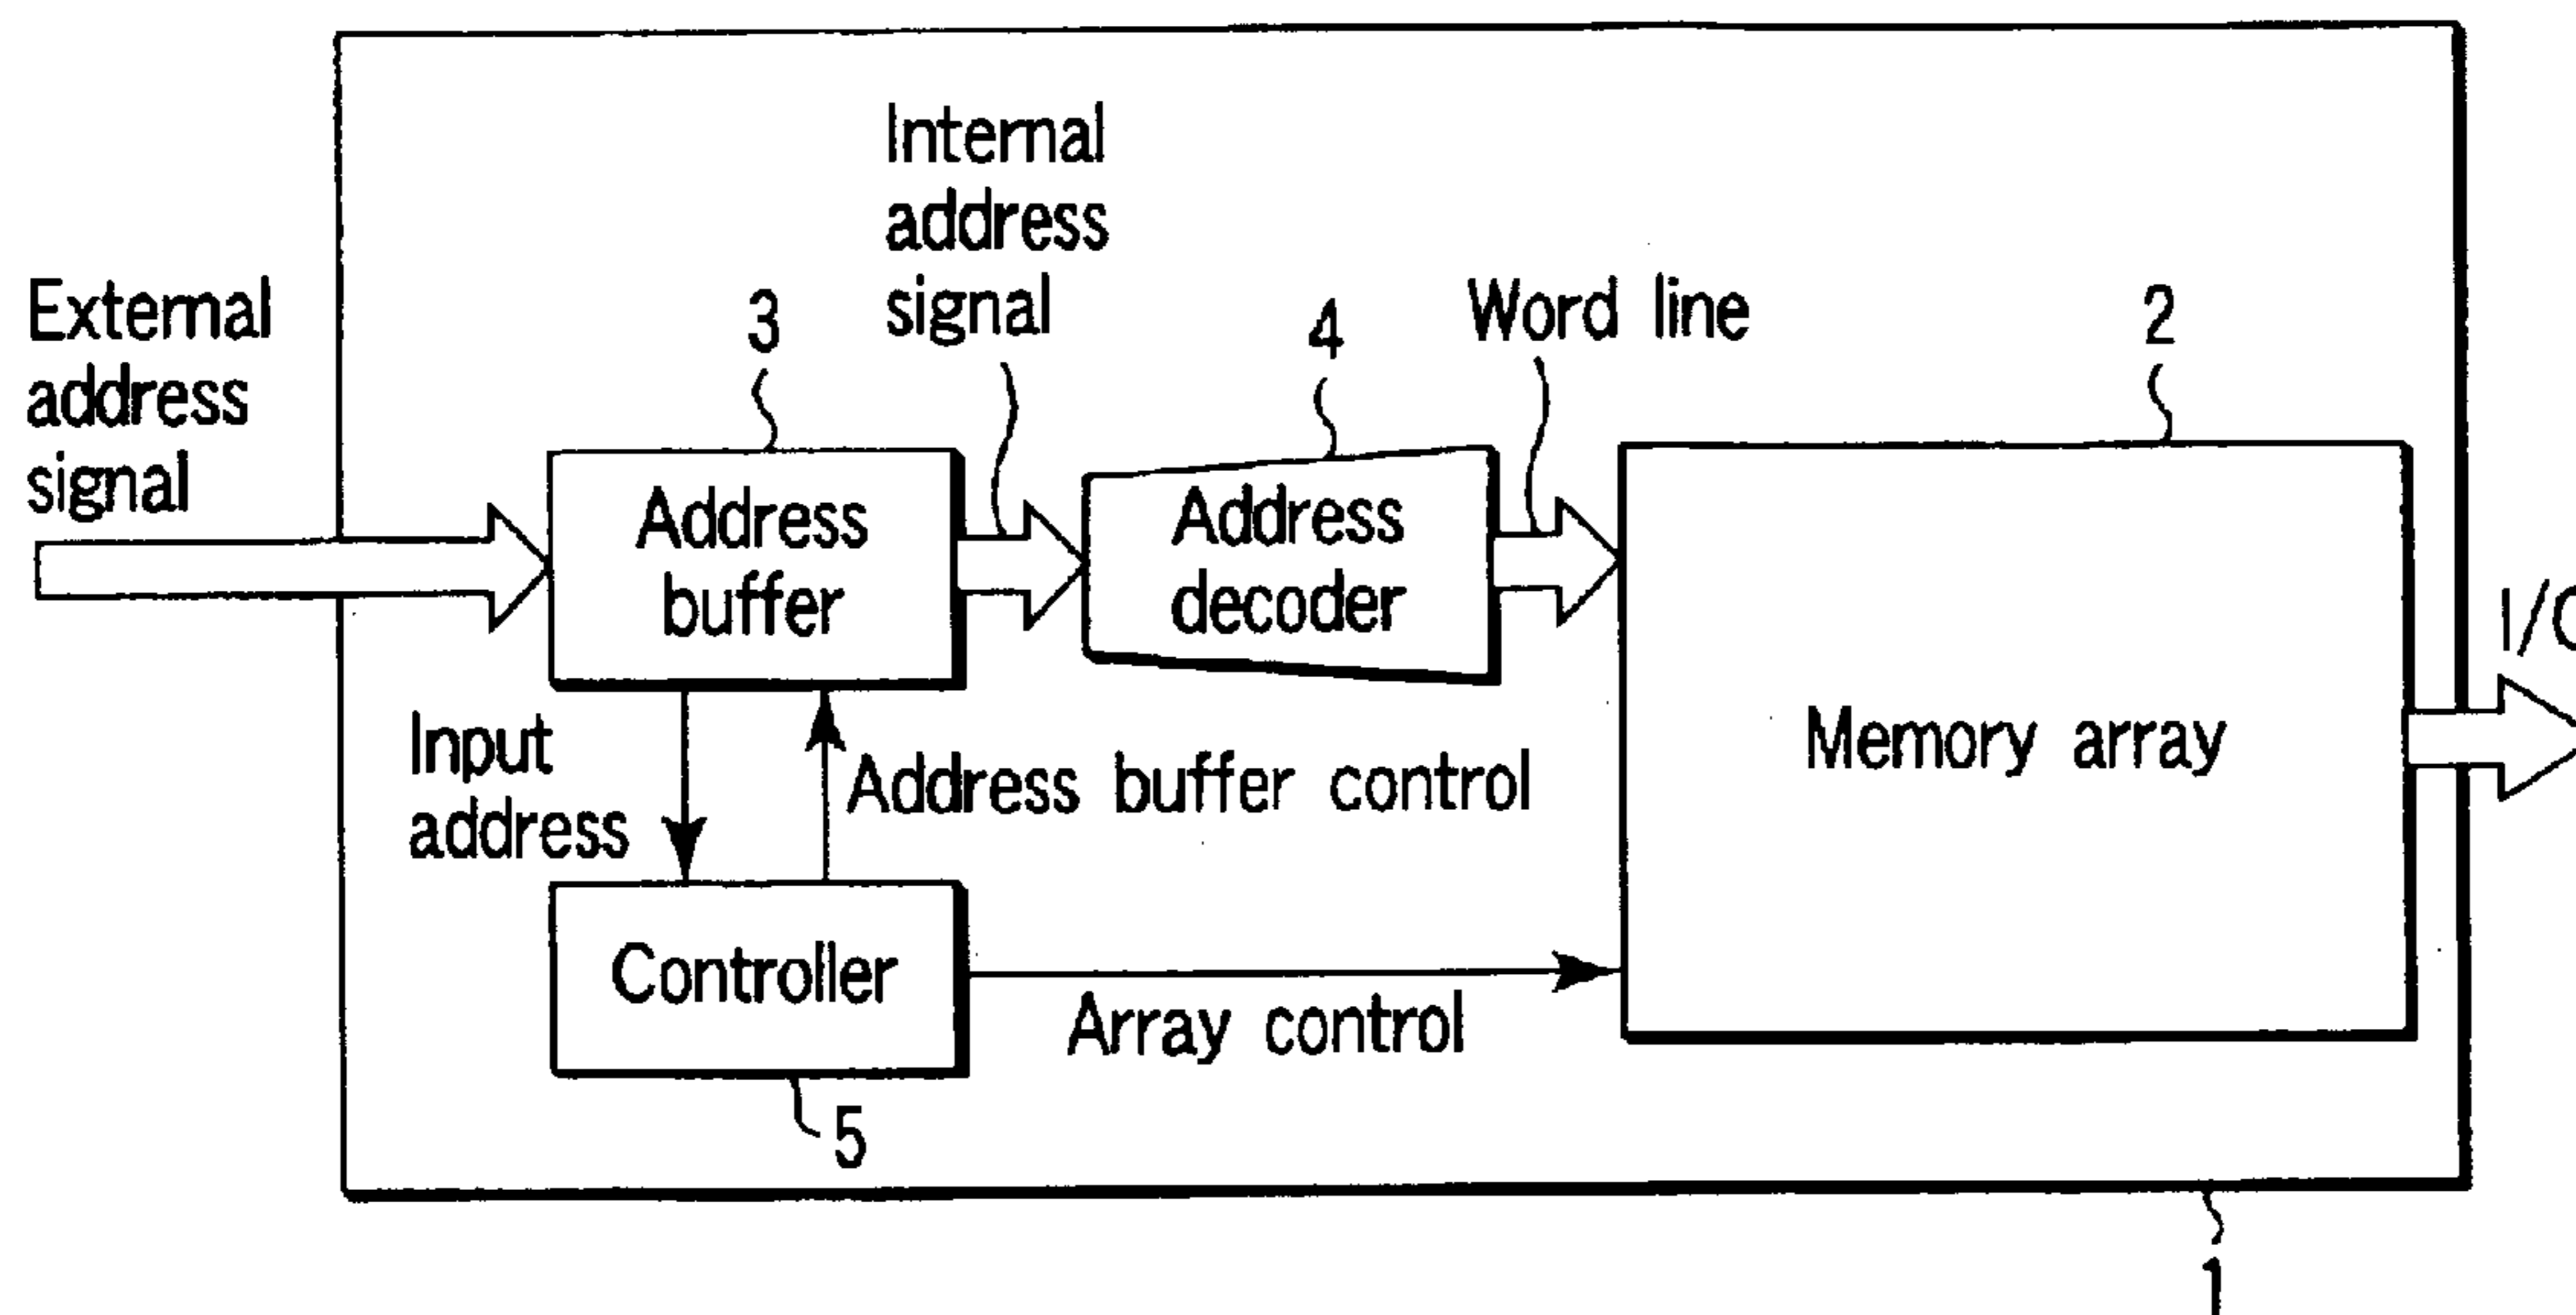 External
address
signal
3
Internal
address
signal
4
Word line
2
Address
buffer
Address
decoder
Memory array
I/
Input
address
Address buffer control
Controller
Array control
5
1